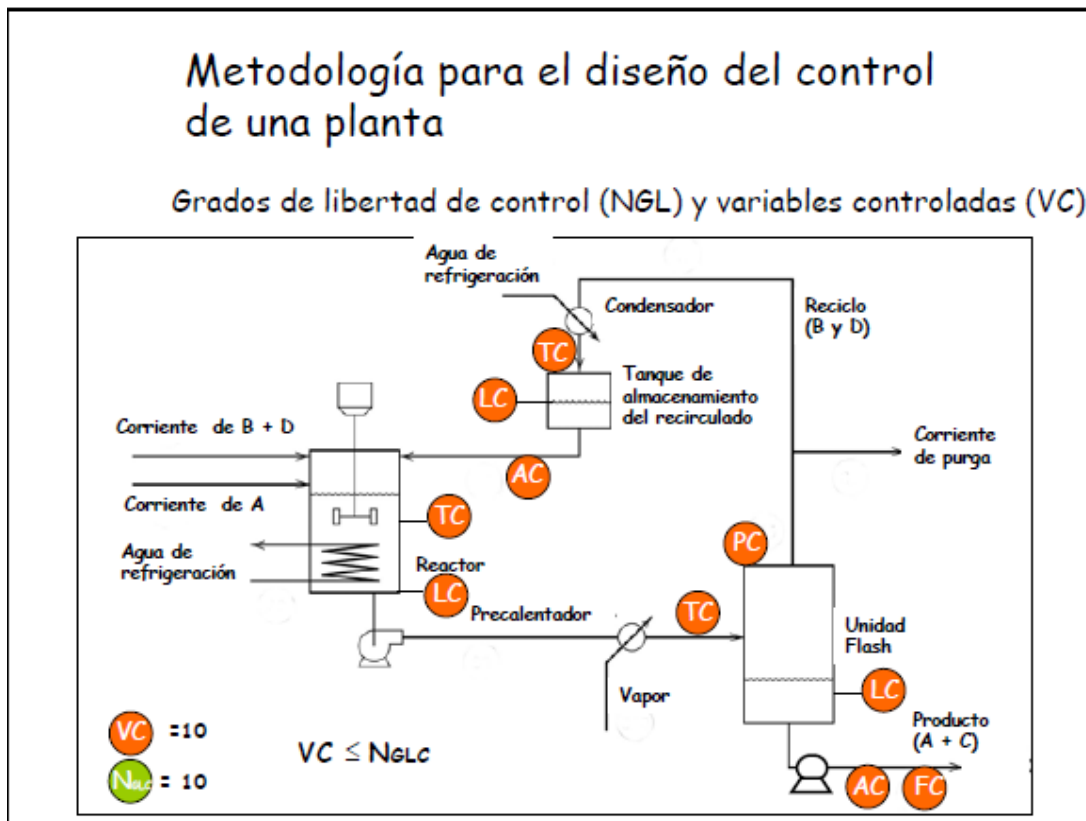 Metodología para el diseño del control
de una planta
Grados de libertad de control (NGL) y variables controladas (VC)
Agua de
refrigeración
Condensador
Reciclo
(B y D)
TC
LC
Tanque de
almacenamiento
del recirculado
Corriente de B + D
Corriente
de purga
AC
Corriente de A
TC
PC
Agua de
refrigeración
Reactor
LC
Precalentador
TC
Unidad
Flash
Vapor
LC
Producto
(A + C)
VC =10
VC ≤ NGLC
NGLC = 10
AC
FC